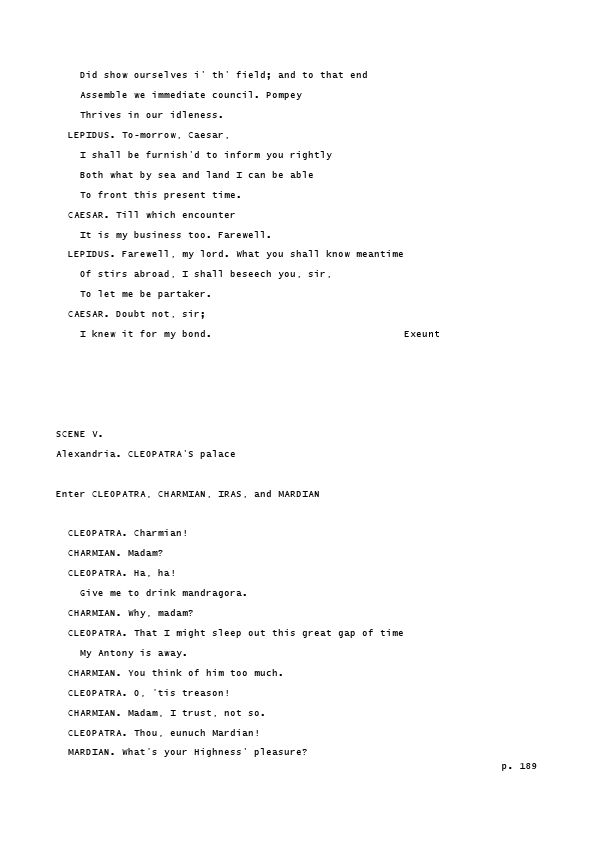 Did show ourselves i' th' field; and to that end
Assemble we immediate council. Pompey
Thrives in our idleness.
LEPIDUS. To-morrow, Caesar,
I shall be furnish'd to inform you rightly
Both what by sea and land I can be able
To front this present time.
CAESAR. Till which encounter
It is my business too. Farewell.
LEPIDUS. Farewell, my lord. What you shall know meantime
Of stirs abroad, I shall beseech you, sir,
To let me be partaker.
CAESAR. Doubt not, sir;
I knew it for my bond. Exeunt
SCENE V.
Alexandria. CLEOPATRA'S palace
Enter CLEOPATRA, CHARMIAN, IRAS, and MARDIAN
CLEOPATRA. Charmian!
CHARMIAN. Madam?
CLEOPATRA. Ha, ha!
Give me to drink mandragora.
CHARMIAN. Why, madam?
CLEOPATRA. That I might sleep out this great gap of time
My Antony is away.
CHARMIAN. You think of him too much.
CLEOPATRA. O, 'tis treason!
CHARMIAN. Madam, I trust, not so.
CLEOPATRA. Thou, eunuch Mardian!
MARDIAN. What's your Highness' pleasure?
p. 189